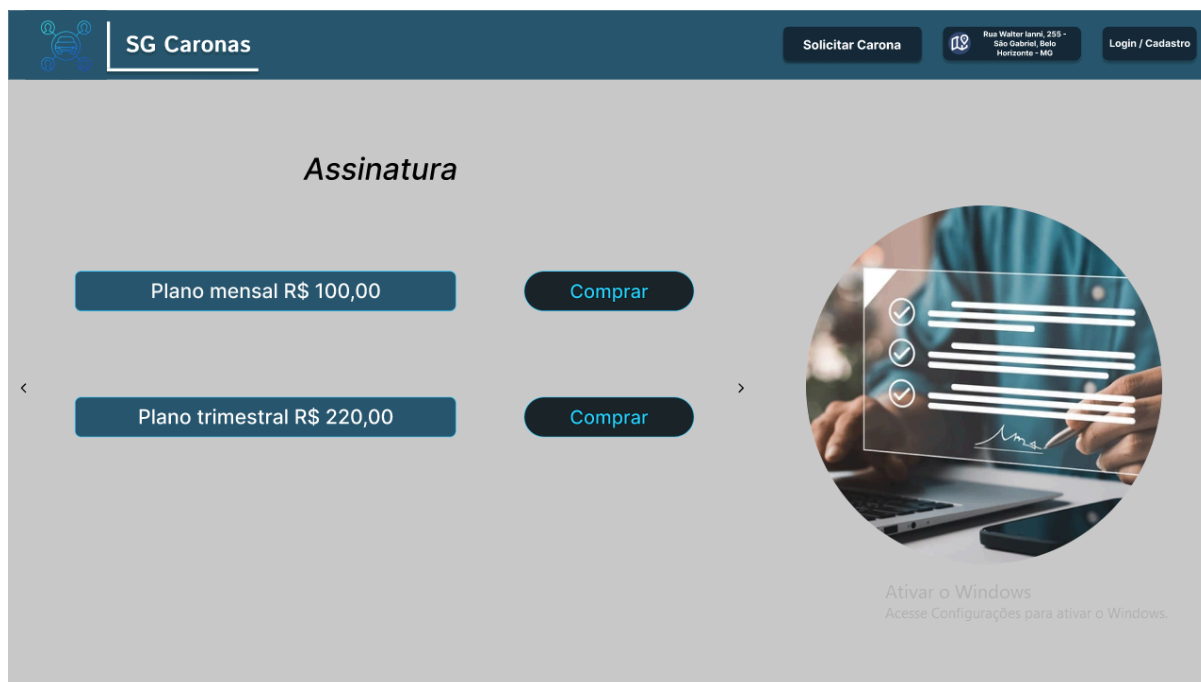 SG Caronas
Solicitar Carona
Rua Walter Ianni, 255 -
São Gabriel, Belo
Horizonte - MG
Login / Cadastro
Assinatura
Plano mensal R$ 100,00
Comprar
Plano trimestral R$ 220,00
Comprar
Ativar o Windows
Acesse Configurações para ativar o Windows.